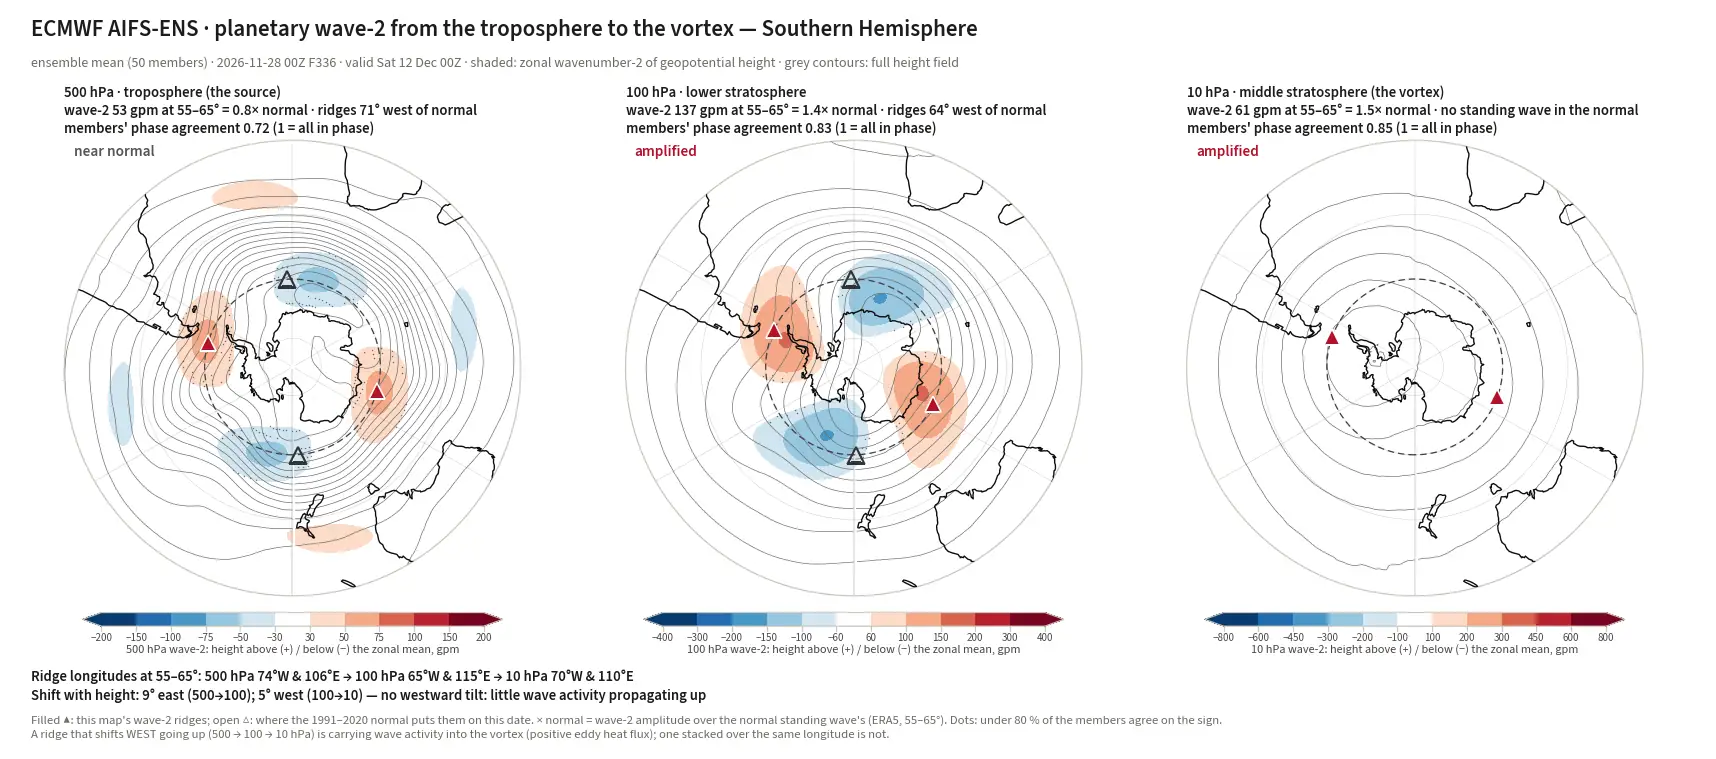 ECMWF AIFS-ENS · planetary wave-2 from the troposphere to the vortex — Southern Hemisphere
ensemble mean (50 members) · 2026-11-28 00Z F336 · valid Sat 12 Dec 00Z · shaded: zonal wavenumber-2 of geopotential height · grey contours: full height field
500 hPa · troposphere (the source)
wave-2 53 gpm at 55–65° = 0.8× normal · ridges 71° west of normal
members' phase agreement 0.72 (1 = all in phase)
near normal
100 hPa · lower stratosphere
wave-2 137 gpm at 55–65° = 1.4× normal · ridges 64° west of normal
members' phase agreement 0.83 (1 = all in phase)
amplified
10 hPa · middle stratosphere (the vortex)
wave-2 61 gpm at 55–65° = 1.5× normal · no standing wave in the normal
members' phase agreement 0.85 (1 = all in phase)
amplified
−200 −150 −100 −75 −50 −30 30 50 75 100 150 200
500 hPa wave-2: height above (+) / below (−) the zonal mean, gpm
−400 −300 −200 −150 −100 −60 60 100 150 200 300 400
100 hPa wave-2: height above (+) / below (−) the zonal mean, gpm
−800 −600 −450 −300 −200 −100 100 200 300 450 600 800
10 hPa wave-2: height above (+) / below (−) the zonal mean, gpm
Ridge longitudes at 55–65°: 500 hPa 74°W & 106°E → 100 hPa 65°W & 115°E → 10 hPa 70°W & 110°E
Shift with height: 9° east (500→100); 5° west (100→10) — no westward tilt: little wave activity propagating up
Filled ▲: this map's wave-2 ridges; open △: where the 1991–2020 normal puts them on this date. × normal = wave-2 amplitude over the normal standing wave's (ERA5, 55–65°). Dots: under 80 % of the members agree on the sign.
A ridge that shifts WEST going up (500 → 100 → 10 hPa) is carrying wave activity into the vortex (positive eddy heat flux); one stacked over the same longitude is not.